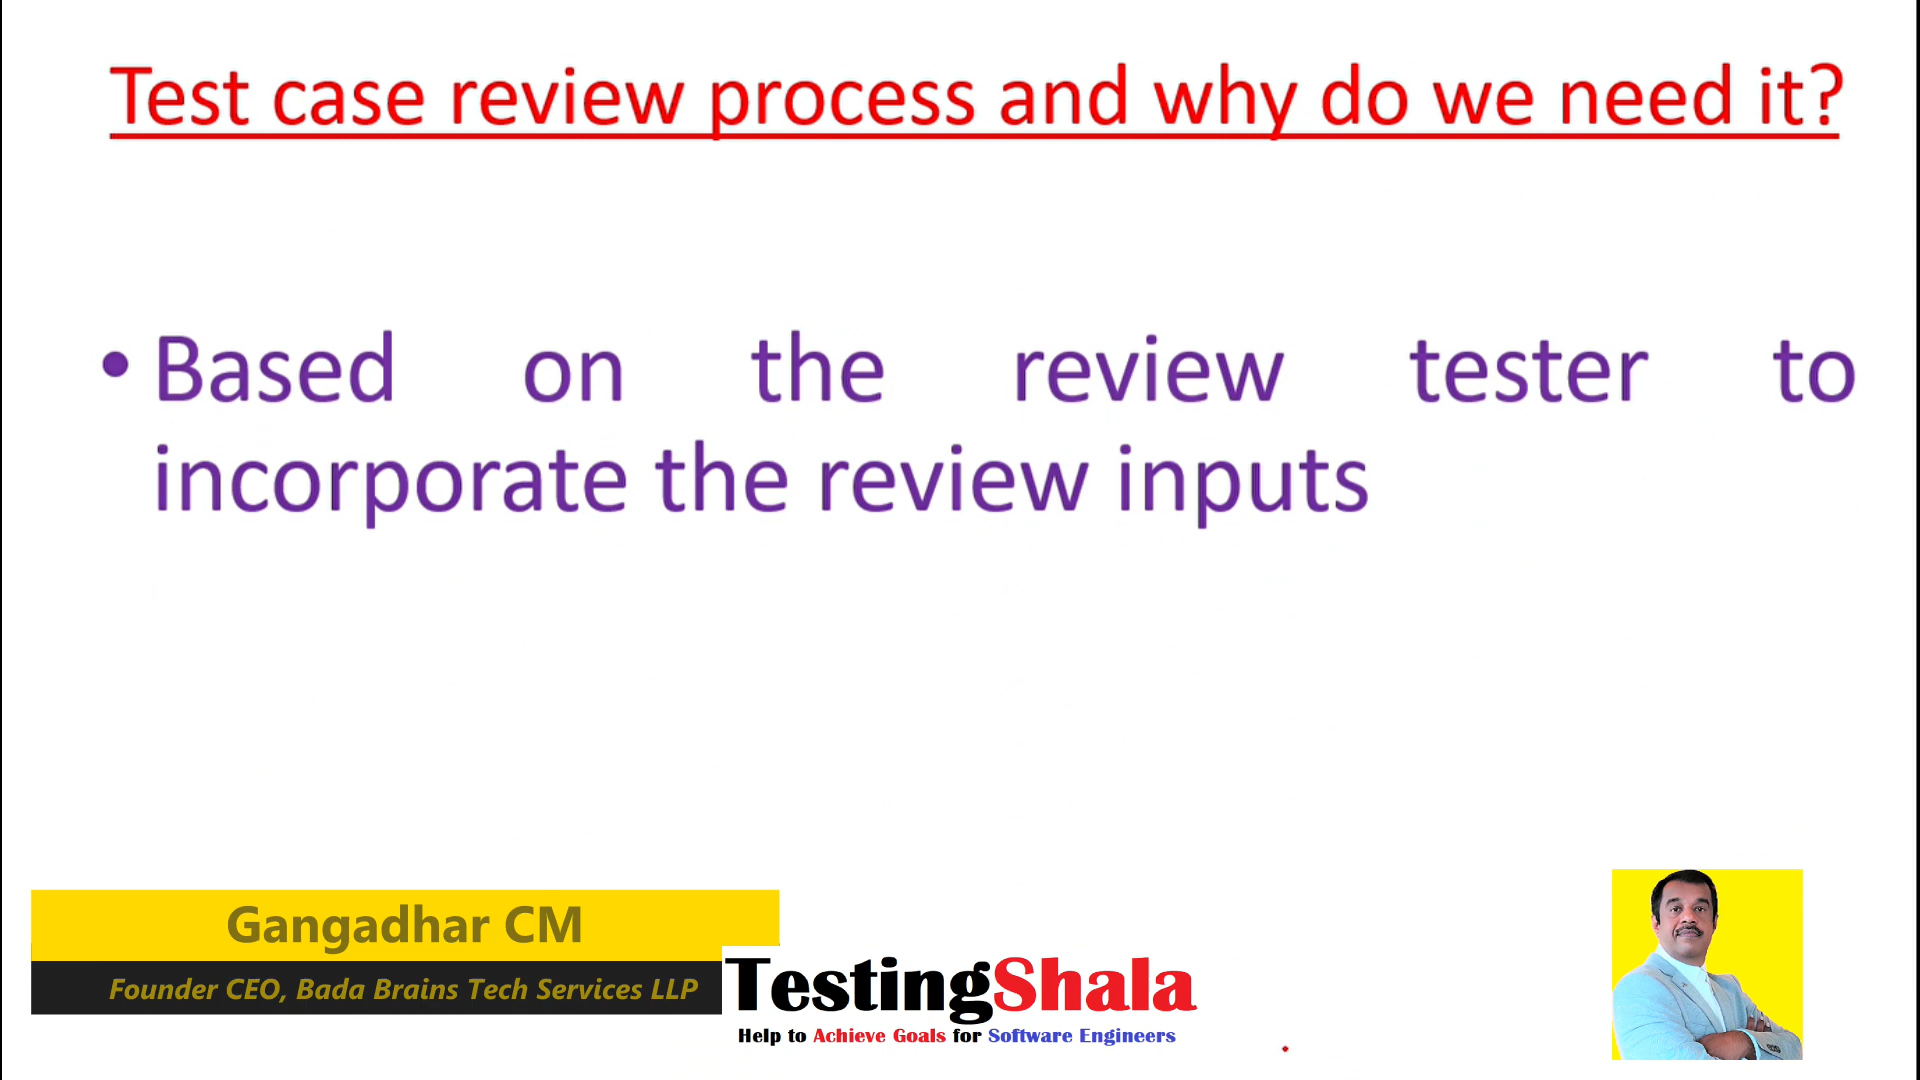 Test case review process and why do we need it?
• Based on the review tester to
incorporate the review inputs
Gangadhar CM
Founder CEO, Bada Brains Tech Services LLP
TestingShala
Help to Achieve Goals for Software Engineers